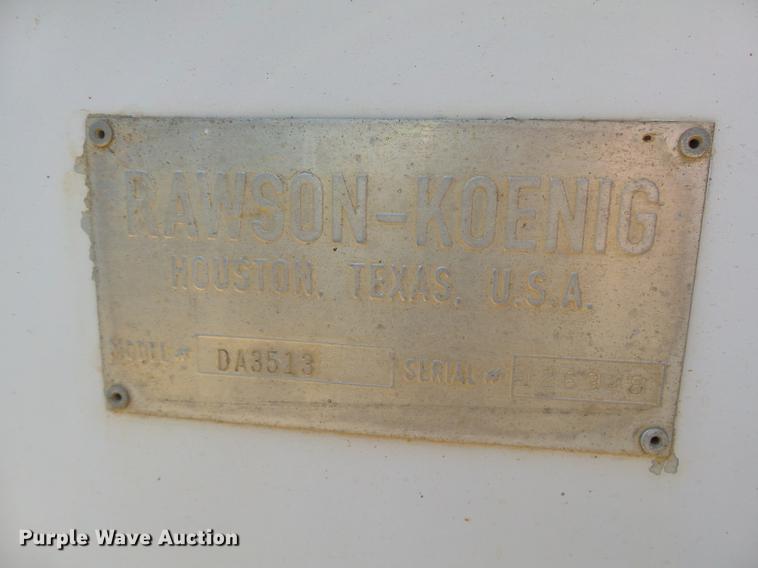 RAWSON-KOENIG
HOUSTON, TEXAS, U.S.A.
MODEL # DA3513 SERIAL #
Purple Wave Auction